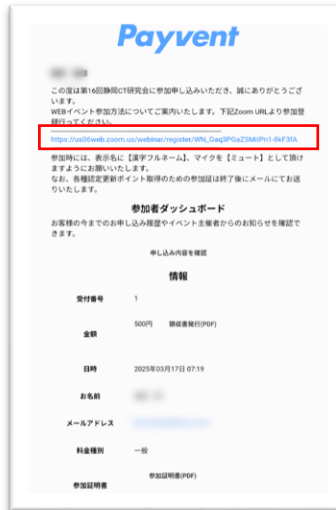 Payvent
この度は第16回静岡CT研究会に参加申し込みいただき、誠にありがとうござ
います。
WEBイベント参加方法についてご案内いたします。下記Zoom URLより参加登
録行ってください。
https://us06web.zoom.us/webinar/register/WN_Gaq3PGaZSMIIPn1-6kF3fA
参加時には、表示名に【漢字フルネーム】、マイクを【ミュート】として頂け
ますようにお願いいたします。
なお、各種認定更新ポイント取得のための参加証は終了後にメールにてお送
りいたします。
参加者ダッシュボード
お客様の今までのお申し込み履歴やイベント主催者からのお知らせを確認で
きます。
申し込み内容を確認
情報
受付番号 1
金額 500円 領収書発行(PDF)
日時 2025年03月17日 07:19
お名前
メールアドレス
料金種別 一般
参加証明書 参加証明書(PDF)